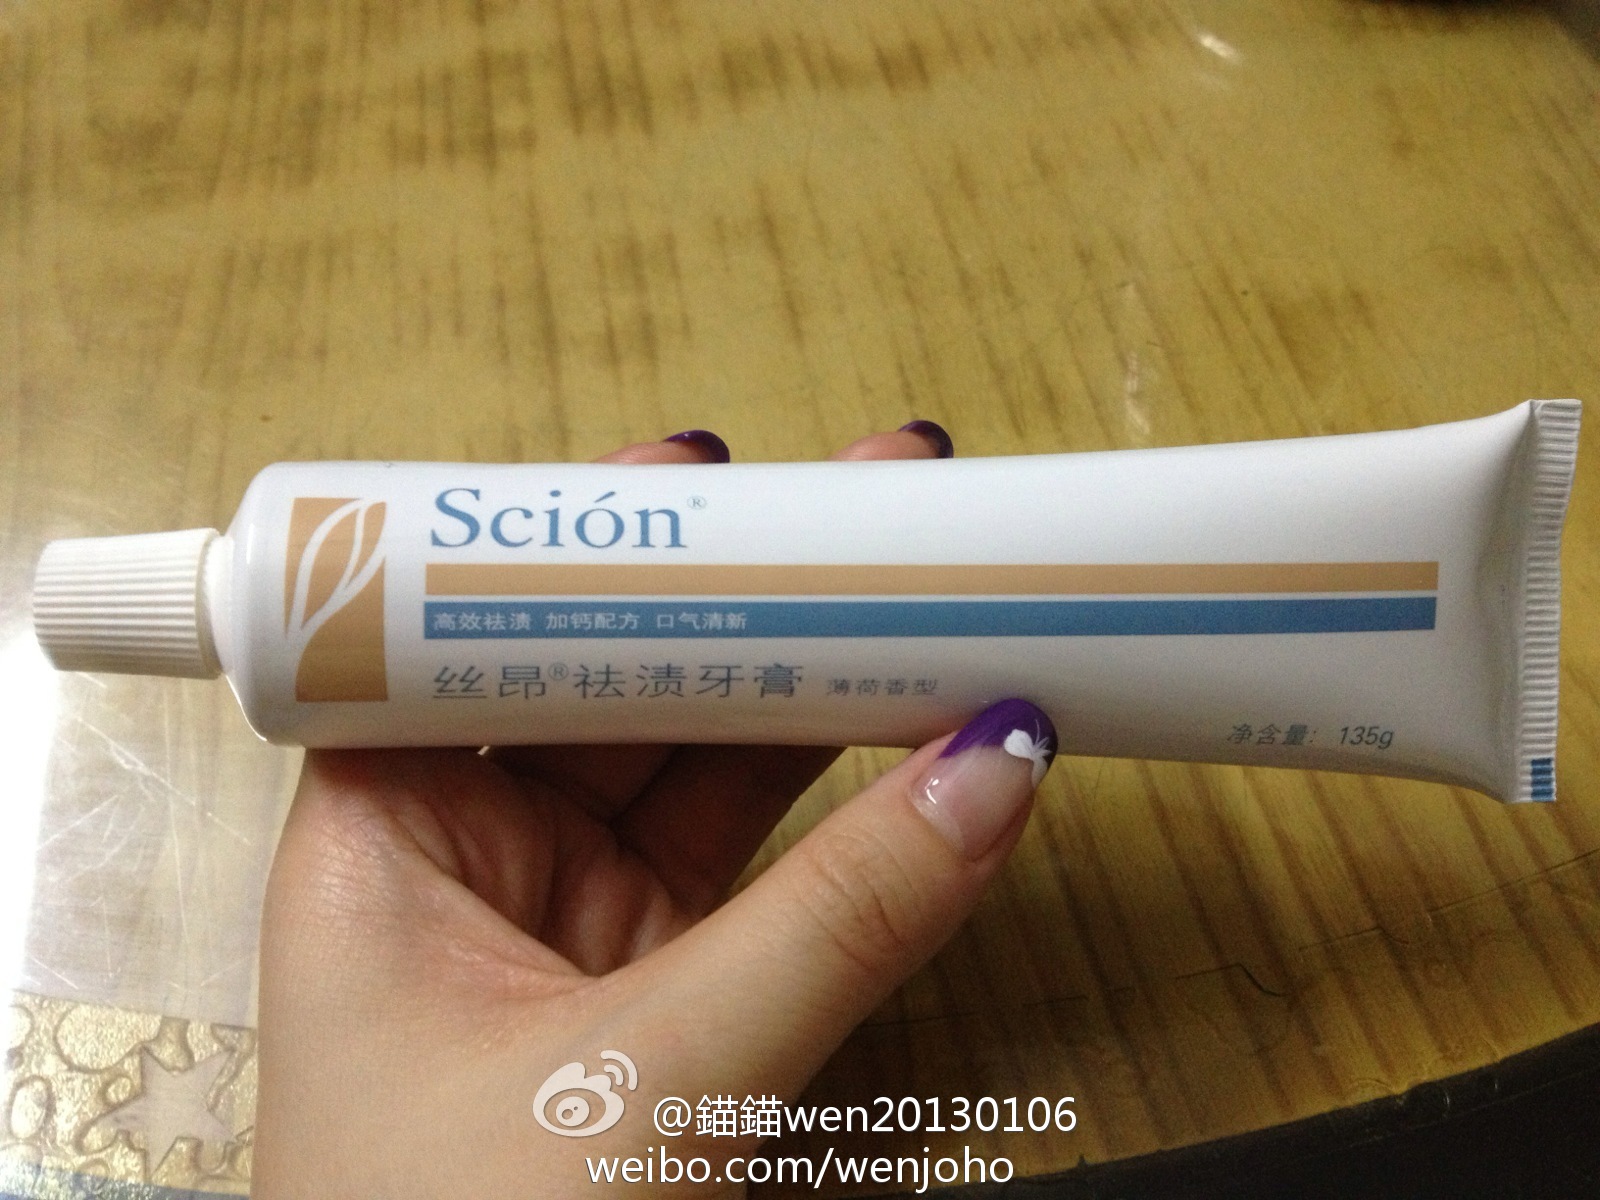 Sción®
高效祛渍 加钙配方 口气清新
丝昂®祛渍牙膏 薄荷香型
净含量: 135g
@錨錨wen20130106
weibo.com/wenjoho